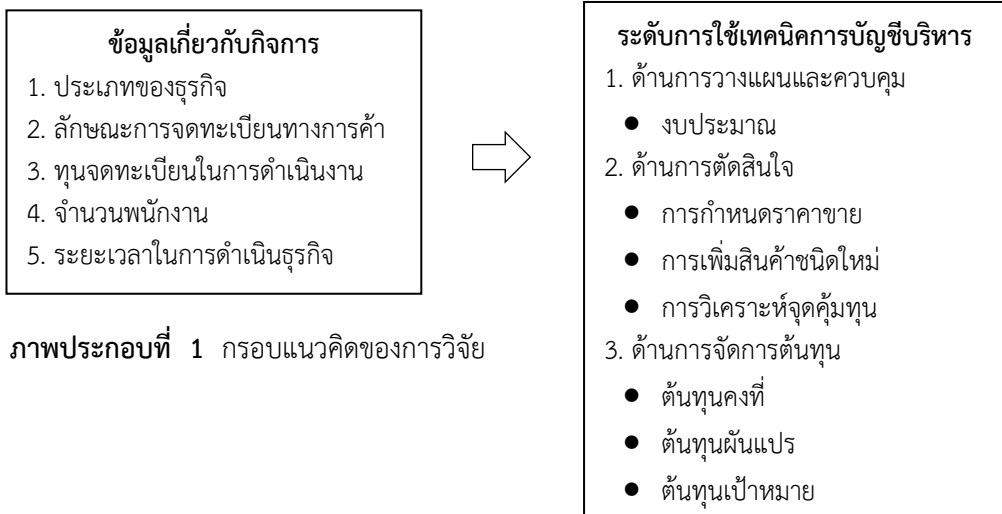 ข้อมูลเกี่ยวกับกิจการ
1. ประเภทของธุรกิจ
2. ลักษณะการจดทะเบียนทางการค้า
3. ทุนจดทะเบียนในการดำเนินงาน
4. จำนวนพนักงาน
5. ระยะเวลาในการดำเนินธุรกิจ
ระดับการใช้เทคนิคการบัญชีบริหาร
1. ด้านการวางแผนและควบคุม
● งบประมาณ
2. ด้านการตัดสินใจ
● การกำหนดราคาขาย
● การเพิ่มสินค้าชนิดใหม่
● การวิเคราะห์จุดคุ้มทุน
3. ด้านการจัดการต้นทุน
● ต้นทุนคงที่
● ต้นทุนผันแปร
● ต้นทุนเป้าหมาย
ภาพประกอบที่ 1 กรอบแนวคิดของการวิจัย